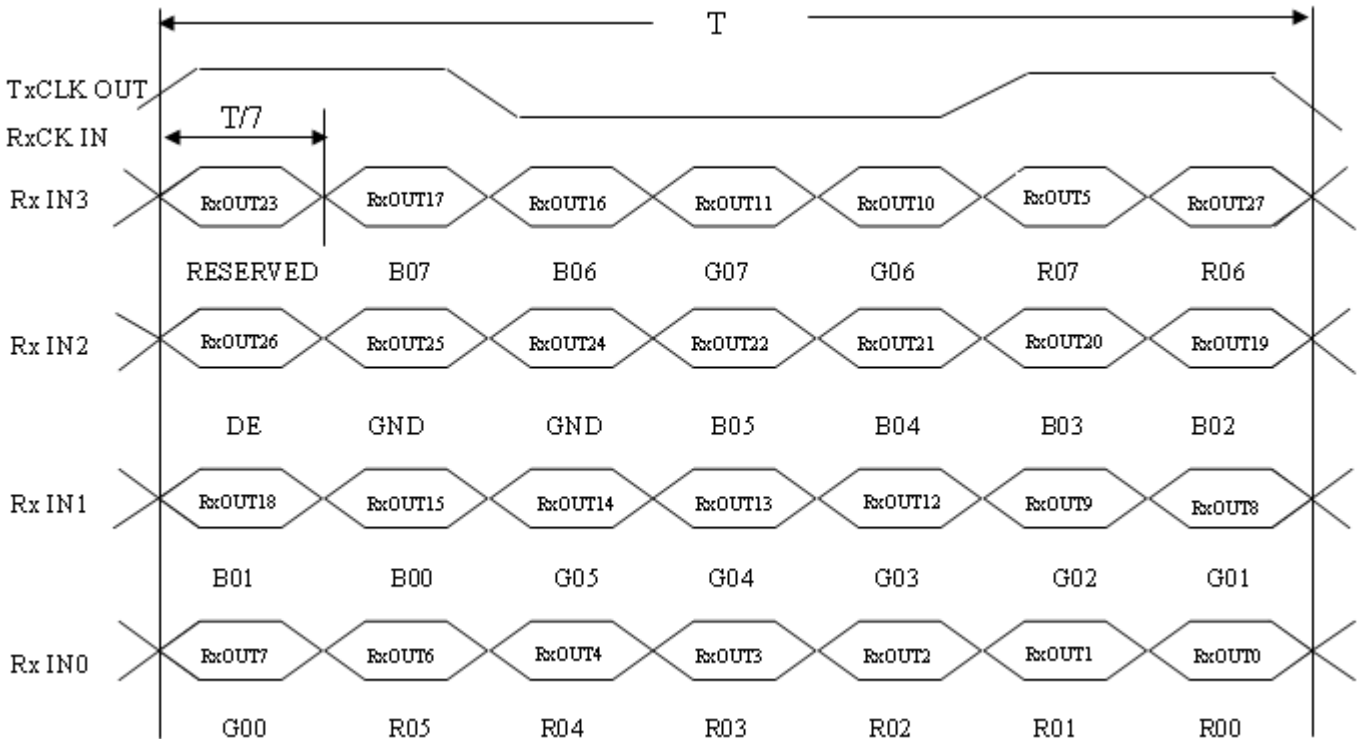 T
TxCLK OUT
T/7
RxCK IN
Rx IN3 RxOUT23 RxOUT17 RxOUT16 RxOUT11 RxOUT10 RxOUT5 RxOUT27
RESERVED B07 B06 G07 G06 R07 R06
Rx IN2 RxOUT26 RxOUT25 RxOUT24 RxOUT22 RxOUT21 RxOUT20 RxOUT19
DE GND GND B05 B04 B03 B02
Rx IN1 RxOUT18 RxOUT15 RxOUT14 RxOUT13 RxOUT12 RxOUT9 RxOUT8
B01 B00 G05 G04 G03 G02 G01
Rx IN0 RxOUT7 RxOUT6 RxOUT4 RxOUT3 RxOUT2 RxOUT1 RxOUT0
G00 R05 R04 R03 R02 R01 R00